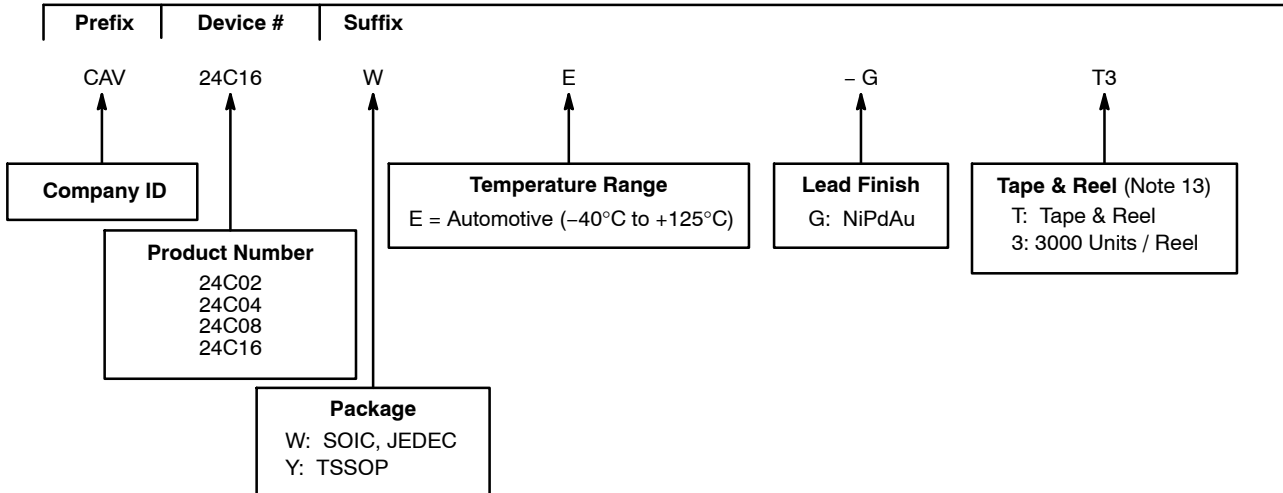 Prefix Device # Suffix
CAV 24C16 W E – G T3
Company ID
Product Number
24C02
24C04
24C08
24C16
Package
W: SOIC, JEDEC
Y: TSSOP
Temperature Range
E = Automotive (−40°C to +125°C)
Lead Finish
G: NiPdAu
Tape & Reel (Note 13)
T: Tape & Reel
3: 3000 Units / Reel